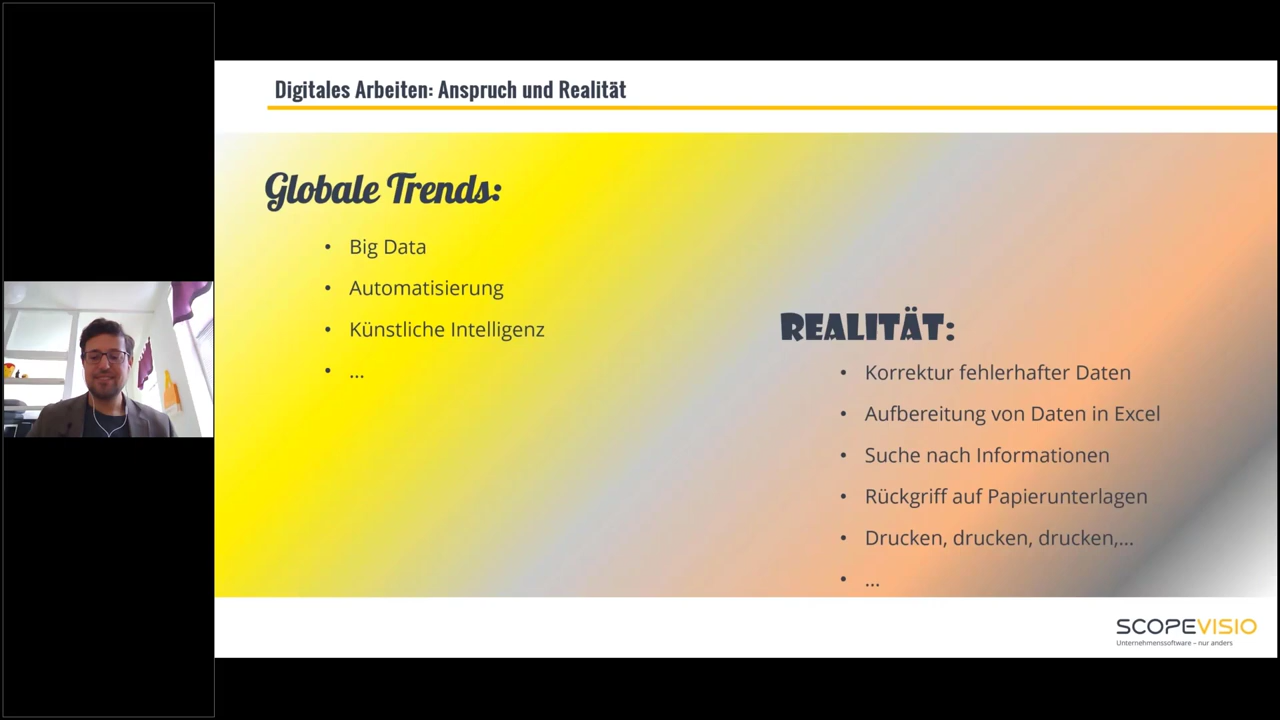 Digitales Arbeiten: Anspruch und Realität
Globale Trends:
• Big Data
• Automatisierung
• Künstliche Intelligenz
• ...
REALITÄT:
• Korrektur fehlerhafter Daten
• Aufbereitung von Daten in Excel
• Suche nach Informationen
• Rückgriff auf Papierunterlagen
• Drucken, drucken, drucken,...
• ...
SCOPEVISIO
Unternehmenssoftware – nur anders